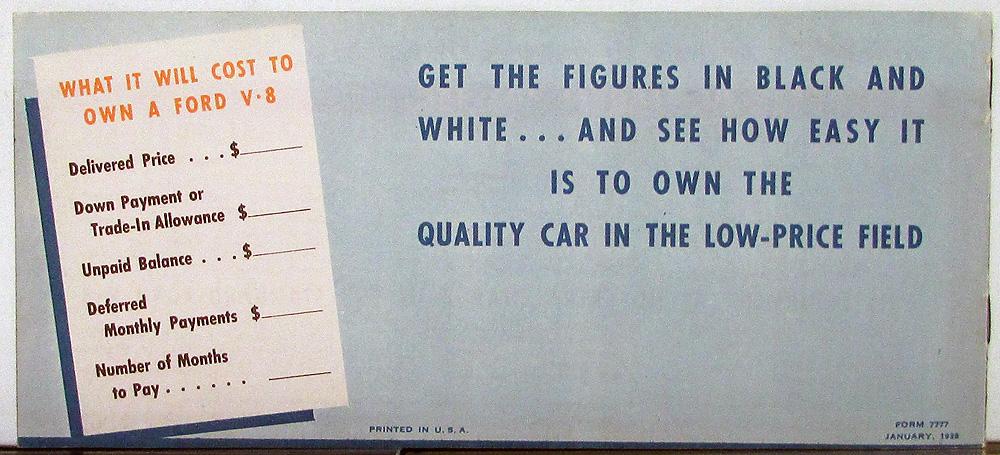 WHAT IT WILL COST TO
OWN A FORD V·8
Delivered Price . . . $
Down Payment or
Trade-In Allowance $
Unpaid Balance . . . $
Deferred
Monthly Payments $
Number of Months
to Pay . . . . . .
GET THE FIGURES IN BLACK AND
WHITE . . . AND SEE HOW EASY IT
IS TO OWN THE
QUALITY CAR IN THE LOW-PRICE FIELD
PRINTED IN U. S. A.
FORM 7777
JANUARY, 1938